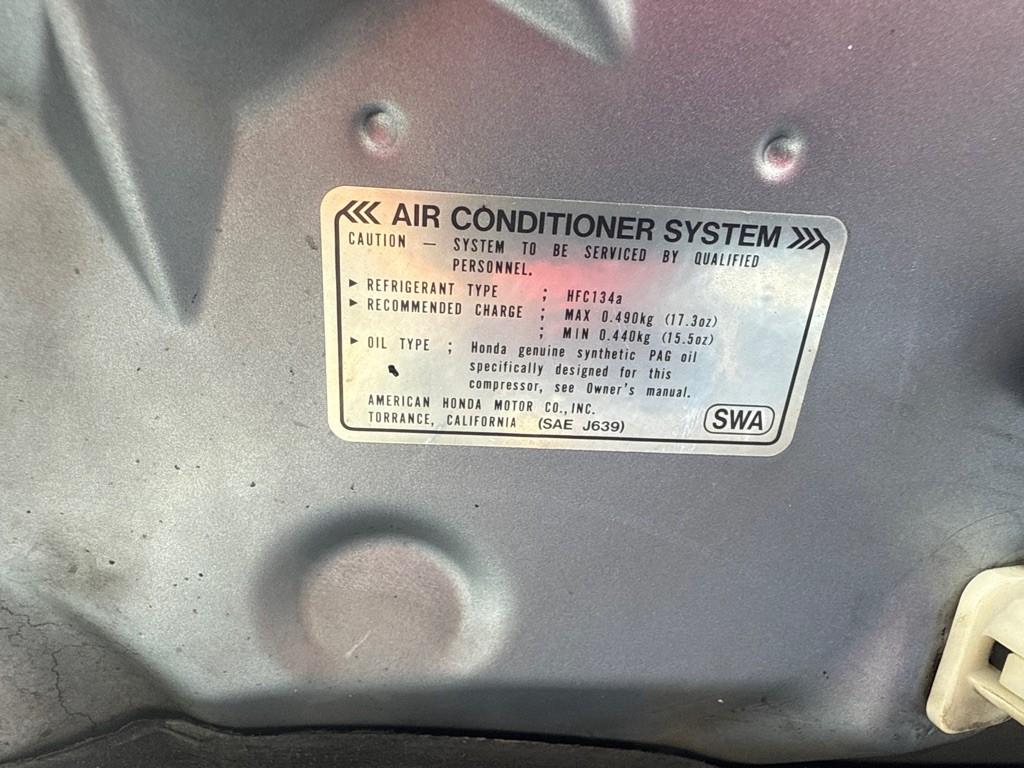 AIR CONDITIONER SYSTEM
CAUTION — SYSTEM TO BE SERVICED BY QUALIFIED
PERSONNEL.
▶ REFRIGERANT TYPE ; HFC134a
▶ RECOMMENDED CHARGE ; MAX 0.490kg (17.3oz)
; MIN 0.440kg (15.5oz)
▶ OIL TYPE ; Honda genuine synthetic PAG oil
specifically designed for this
compressor, see Owner's manual.
AMERICAN HONDA MOTOR CO., INC.
TORRANCE, CALIFORNIA (SAE J639)
SWA